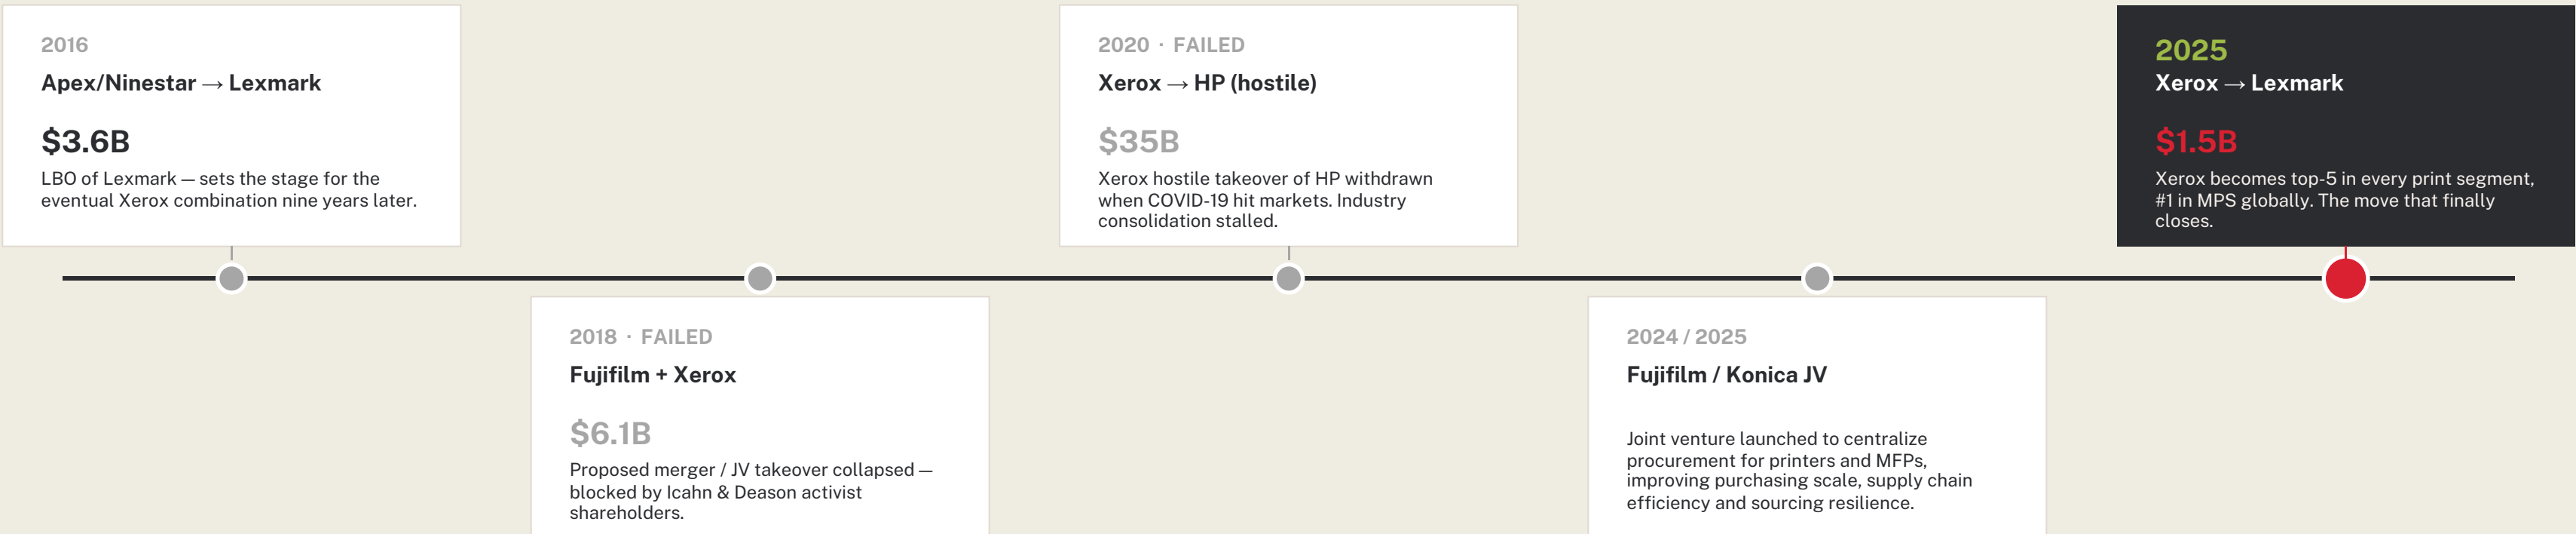 2016
Apex/Ninestar → Lexmark
$3.6B
LBO of Lexmark — sets the stage for the
eventual Xerox combination nine years later.
2018 · FAILED
Fujifilm + Xerox
$6.1B
Proposed merger / JV takeover collapsed —
blocked by Icahn & Deason activist
shareholders.
2020 · FAILED
Xerox → HP (hostile)
$35B
Xerox hostile takeover of HP withdrawn
when COVID-19 hit markets. Industry
consolidation stalled.
2024 / 2025
Fujifilm / Konica JV
Joint venture launched to centralize
procurement for printers and MFPs,
improving purchasing scale, supply chain
efficiency and sourcing resilience.
2025
Xerox → Lexmark
$1.5B
Xerox becomes top-5 in every print segment,
#1 in MPS globally. The move that finally
closes.